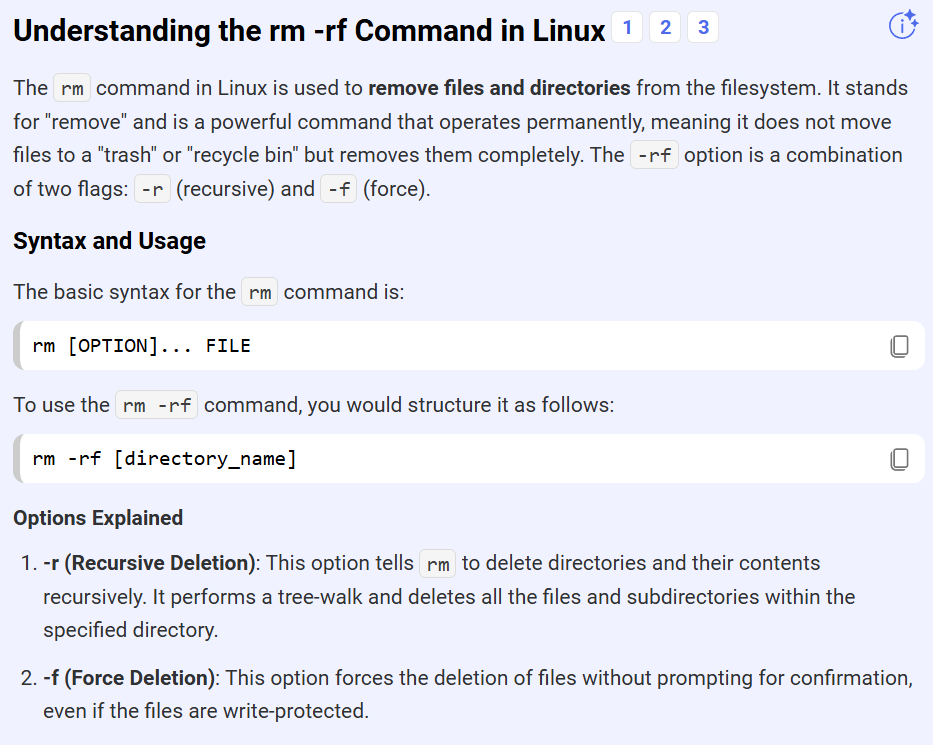 Understanding the rm -rf Command in Linux 1 2 3
The rm command in Linux is used to remove files and directories from the filesystem. It stands
for "remove" and is a powerful command that operates permanently, meaning it does not move
files to a "trash" or "recycle bin" but removes them completely. The -rf option is a combination
of two flags: -r (recursive) and -f (force).
Syntax and Usage
The basic syntax for the rm command is:
rm [OPTION]... FILE
To use the rm -rf command, you would structure it as follows:
rm -rf [directory_name]
Options Explained
1. -r (Recursive Deletion): This option tells rm to delete directories and their contents
recursively. It performs a tree-walk and deletes all the files and subdirectories within the
specified directory.
2. -f (Force Deletion): This option forces the deletion of files without prompting for confirmation,
even if the files are write-protected.